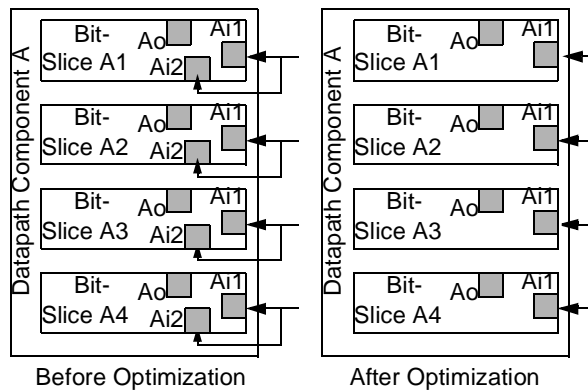 Datapath Component A
Bit-
Slice A1
Ao
Ai1
Ai2
Bit-
Slice A2
Ao
Ai1
Ai2
Bit-
Slice A3
Ao
Ai1
Ai2
Bit-
Slice A4
Ao
Ai1
Ai2
Before Optimization
Datapath Component A
Bit-
Slice A1
Ao
Ai1
Bit-
Slice A2
Ao
Ai1
Bit-
Slice A3
Ao
Ai1
Bit-
Slice A4
Ao
Ai1
After Optimization